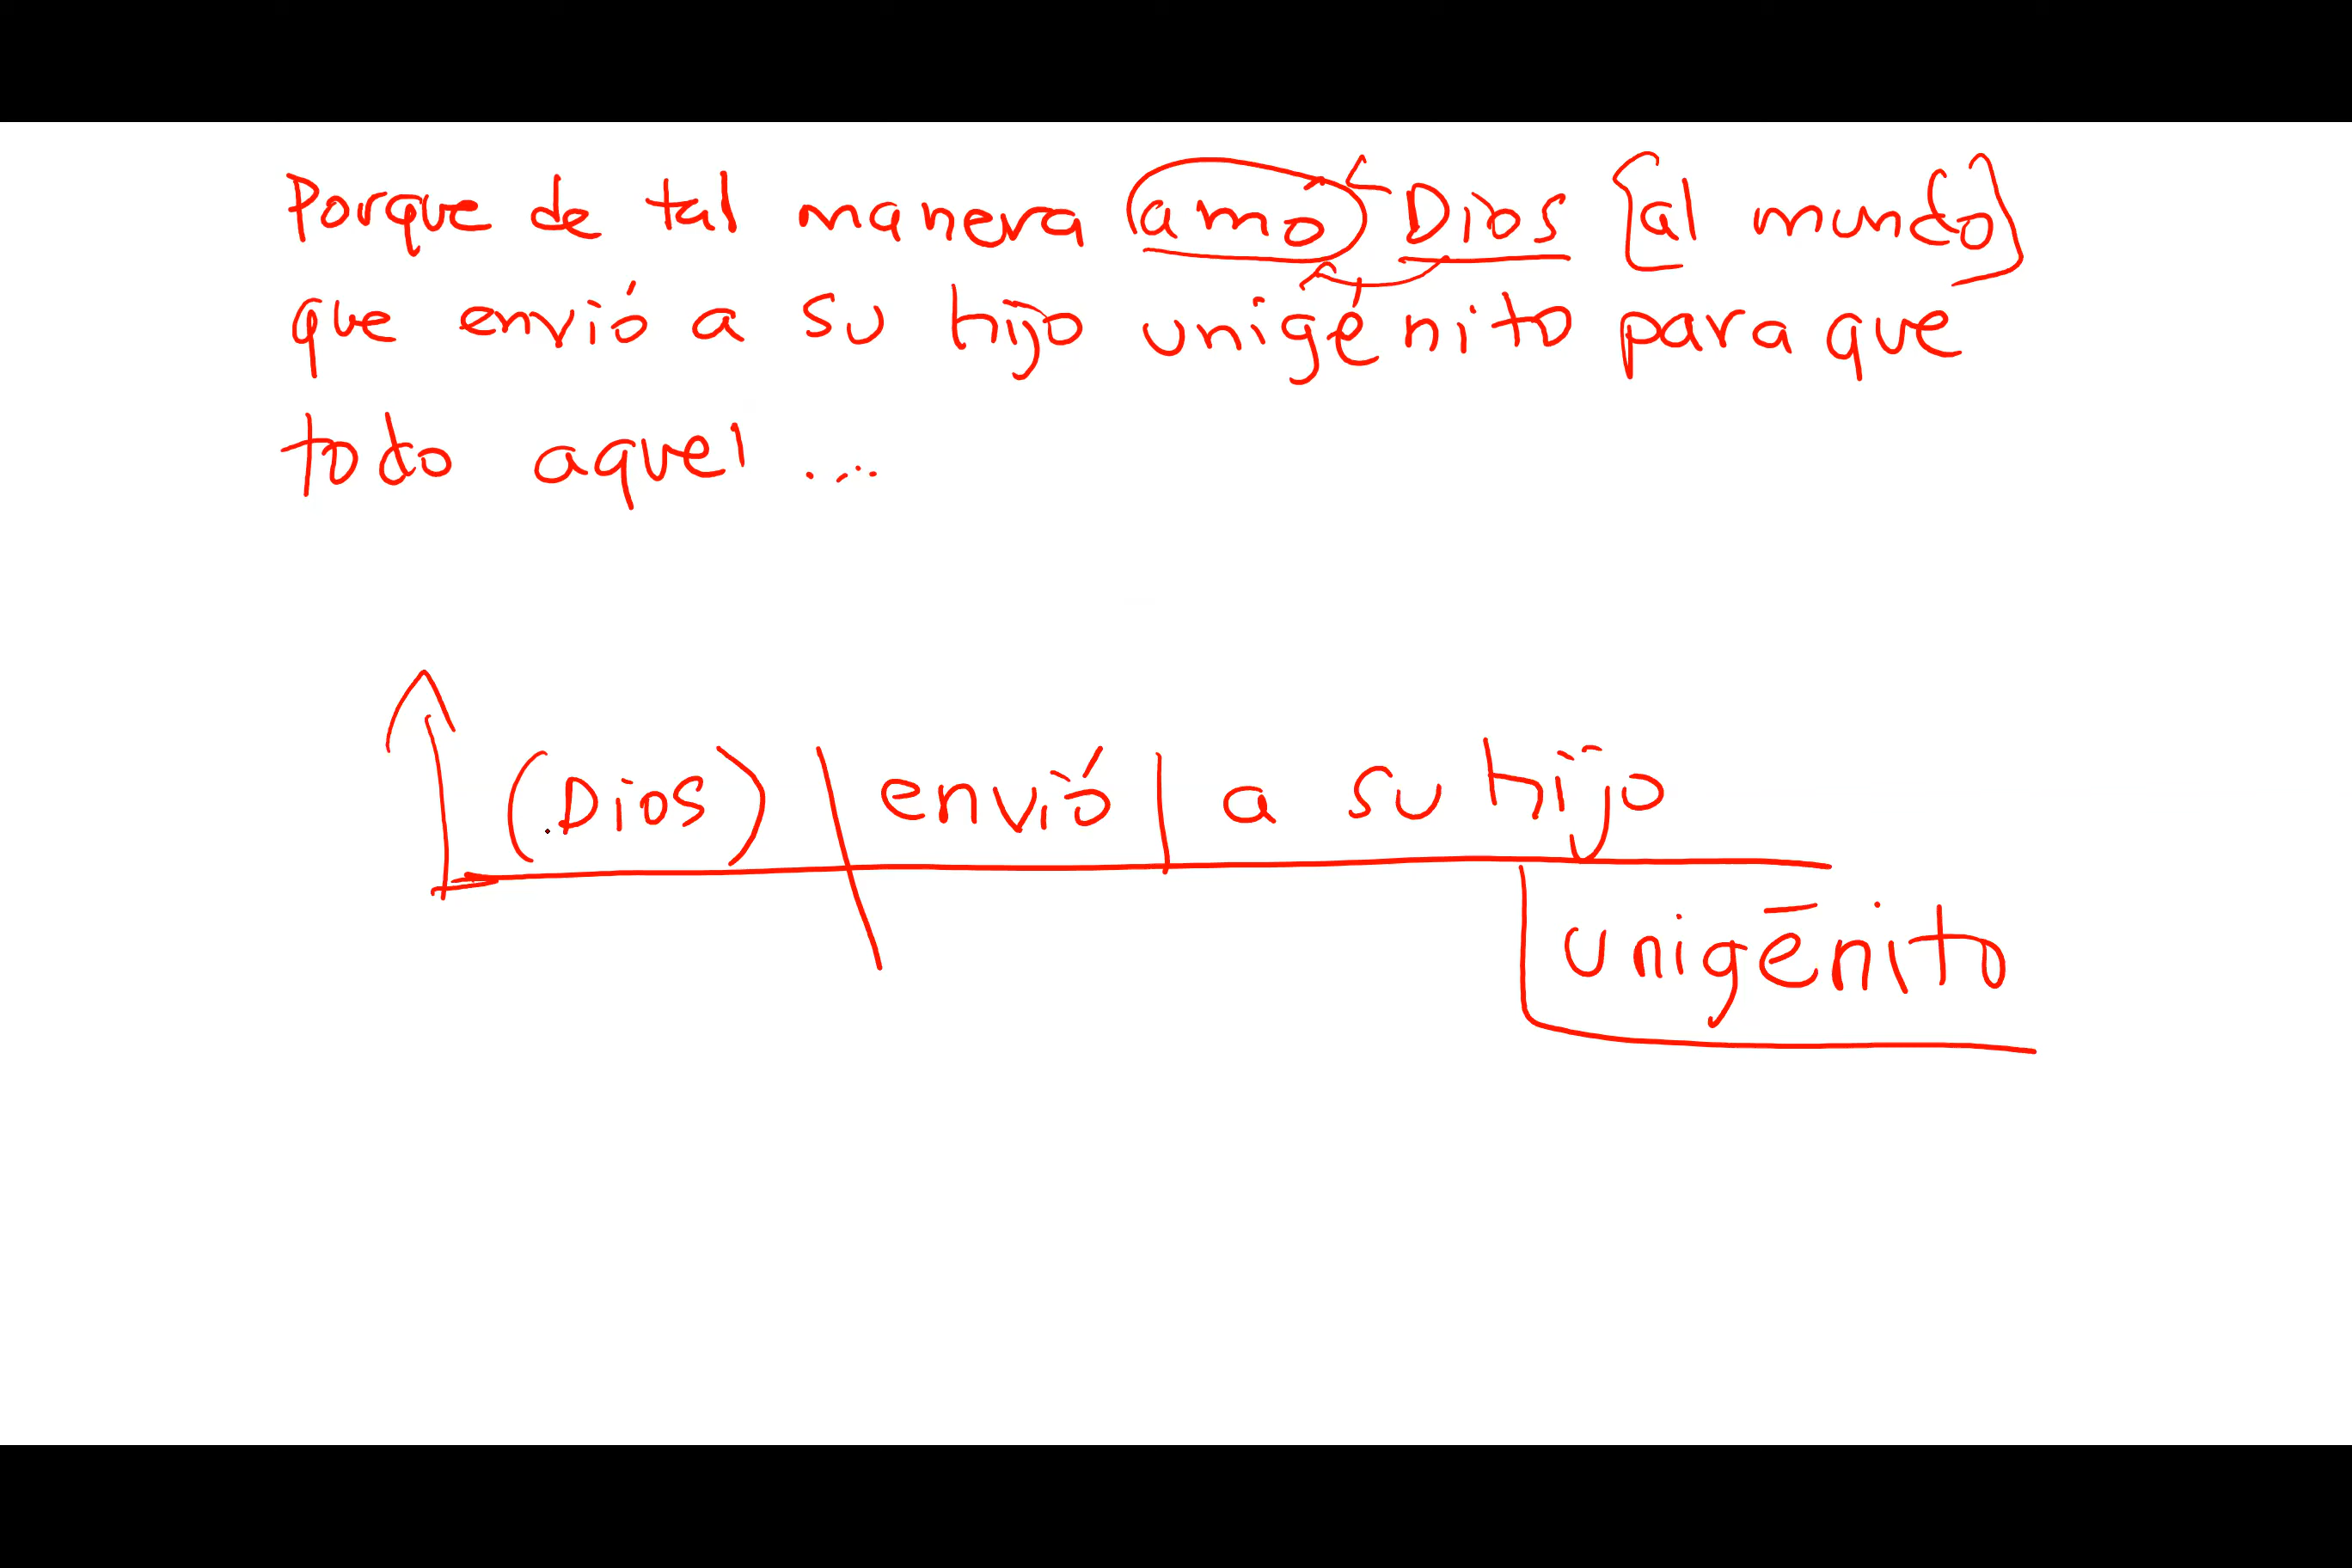 Porque de tal manera amó Dios [al mundo]
que envió a su hijo unigénito para que
todo aquel ...
(Dios) envió a su hijo
unigénito